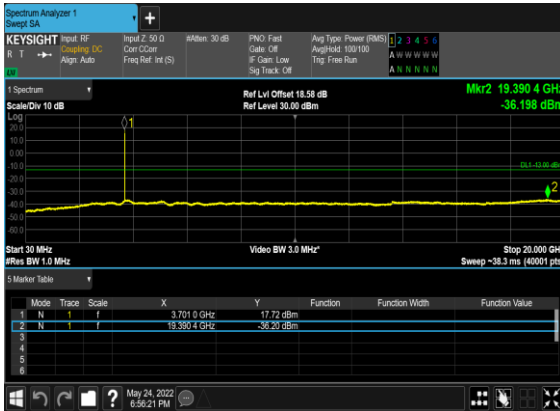 Spectrum Analyzer 1
Swept SA
KEYSIGHT Input: RF Input Z: 50 Ω #Atten: 30 dB PNO: Fast Avg Type: Power (RMS) 1 2 3 4 5 6
R T Coupling: DC Corr CCorr Gate: Off Avg|Hold: 100/100 A W W W W W
Align: Auto Freq Ref: Int (S) IF Gain: Low Trig: Free Run
Sig Track: Off A N N N N N
1 Spectrum
Scale/Div 10 dB
Ref Lvl Offset 18.58 dB
Ref Level 30.00 dBm
Mkr2 19.390 4 GHz
-36.198 dBm
Log
20.0
10.0
0.00
-10.0
-20.0
-30.0
-40.0
-50.0
-60.0
1
DL1 -13.00 dBm
2
Start 30 MHz Video BW 3.0 MHz* Stop 20.000 GHz
#Res BW 1.0 MHz Sweep ~38.3 ms (40001 pts)
5 Marker Table
Mode Trace Scale X Y Function Function Width Function Value
1 N 1 f 3.701 0 GHz 17.72 dBm
2 N 1 f 19.390 4 GHz -36.20 dBm
3
4
5
6
May 24, 2022
6:56:21 PM